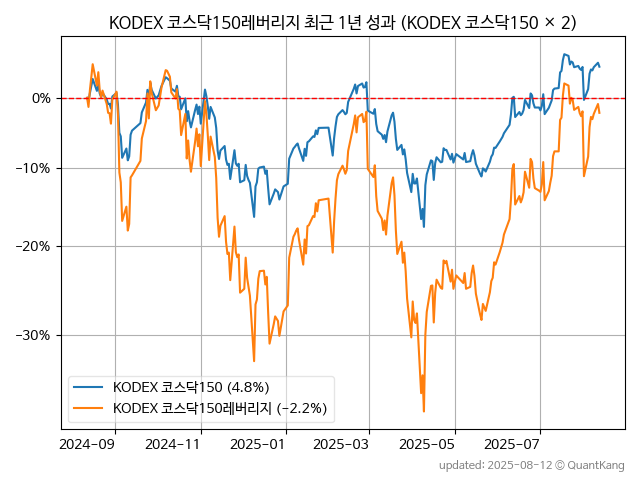 KODEX 코스닥150레버리지 최근 1년 성과 (KODEX 코스닥150 × 2)
0%
−10%
−20%
−30%
KODEX 코스닥150 (4.8%)
KODEX 코스닥150레버리지 (−2.2%)
2024-09 2024-11 2025-01 2025-03 2025-05 2025-07
updated: 2025-08-12 © QuantKang